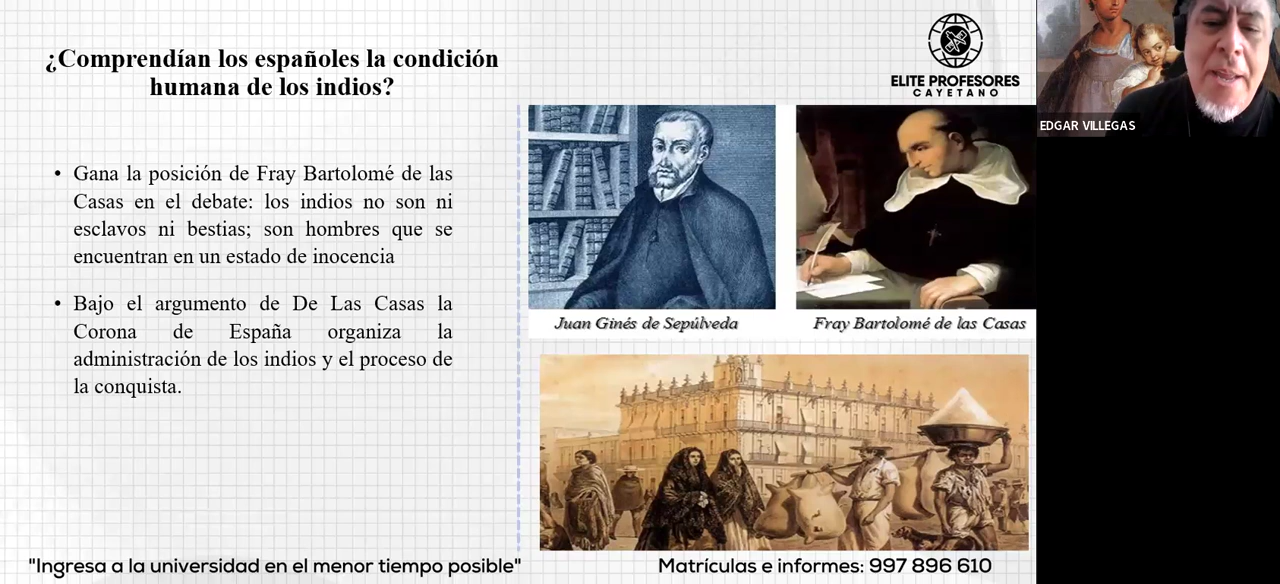 ¿Comprendían los españoles la condición
humana de los indios?
ELITE PROFESORES
CAYETANO
EDGAR VILLEGAS
• Gana la posición de Fray Bartolomé de las
Casas en el debate: los indios no son ni
esclavos ni bestias; son hombres que se
encuentran en un estado de inocencia
• Bajo el argumento de De Las Casas la
Corona de España organiza la
administración de los indios y el proceso de
la conquista.
Juan Ginés de Sepúlveda
Fray Bartolomé de las Casas
"Ingresa a la universidad en el menor tiempo posible"
Matrículas e informes: 997 896 610